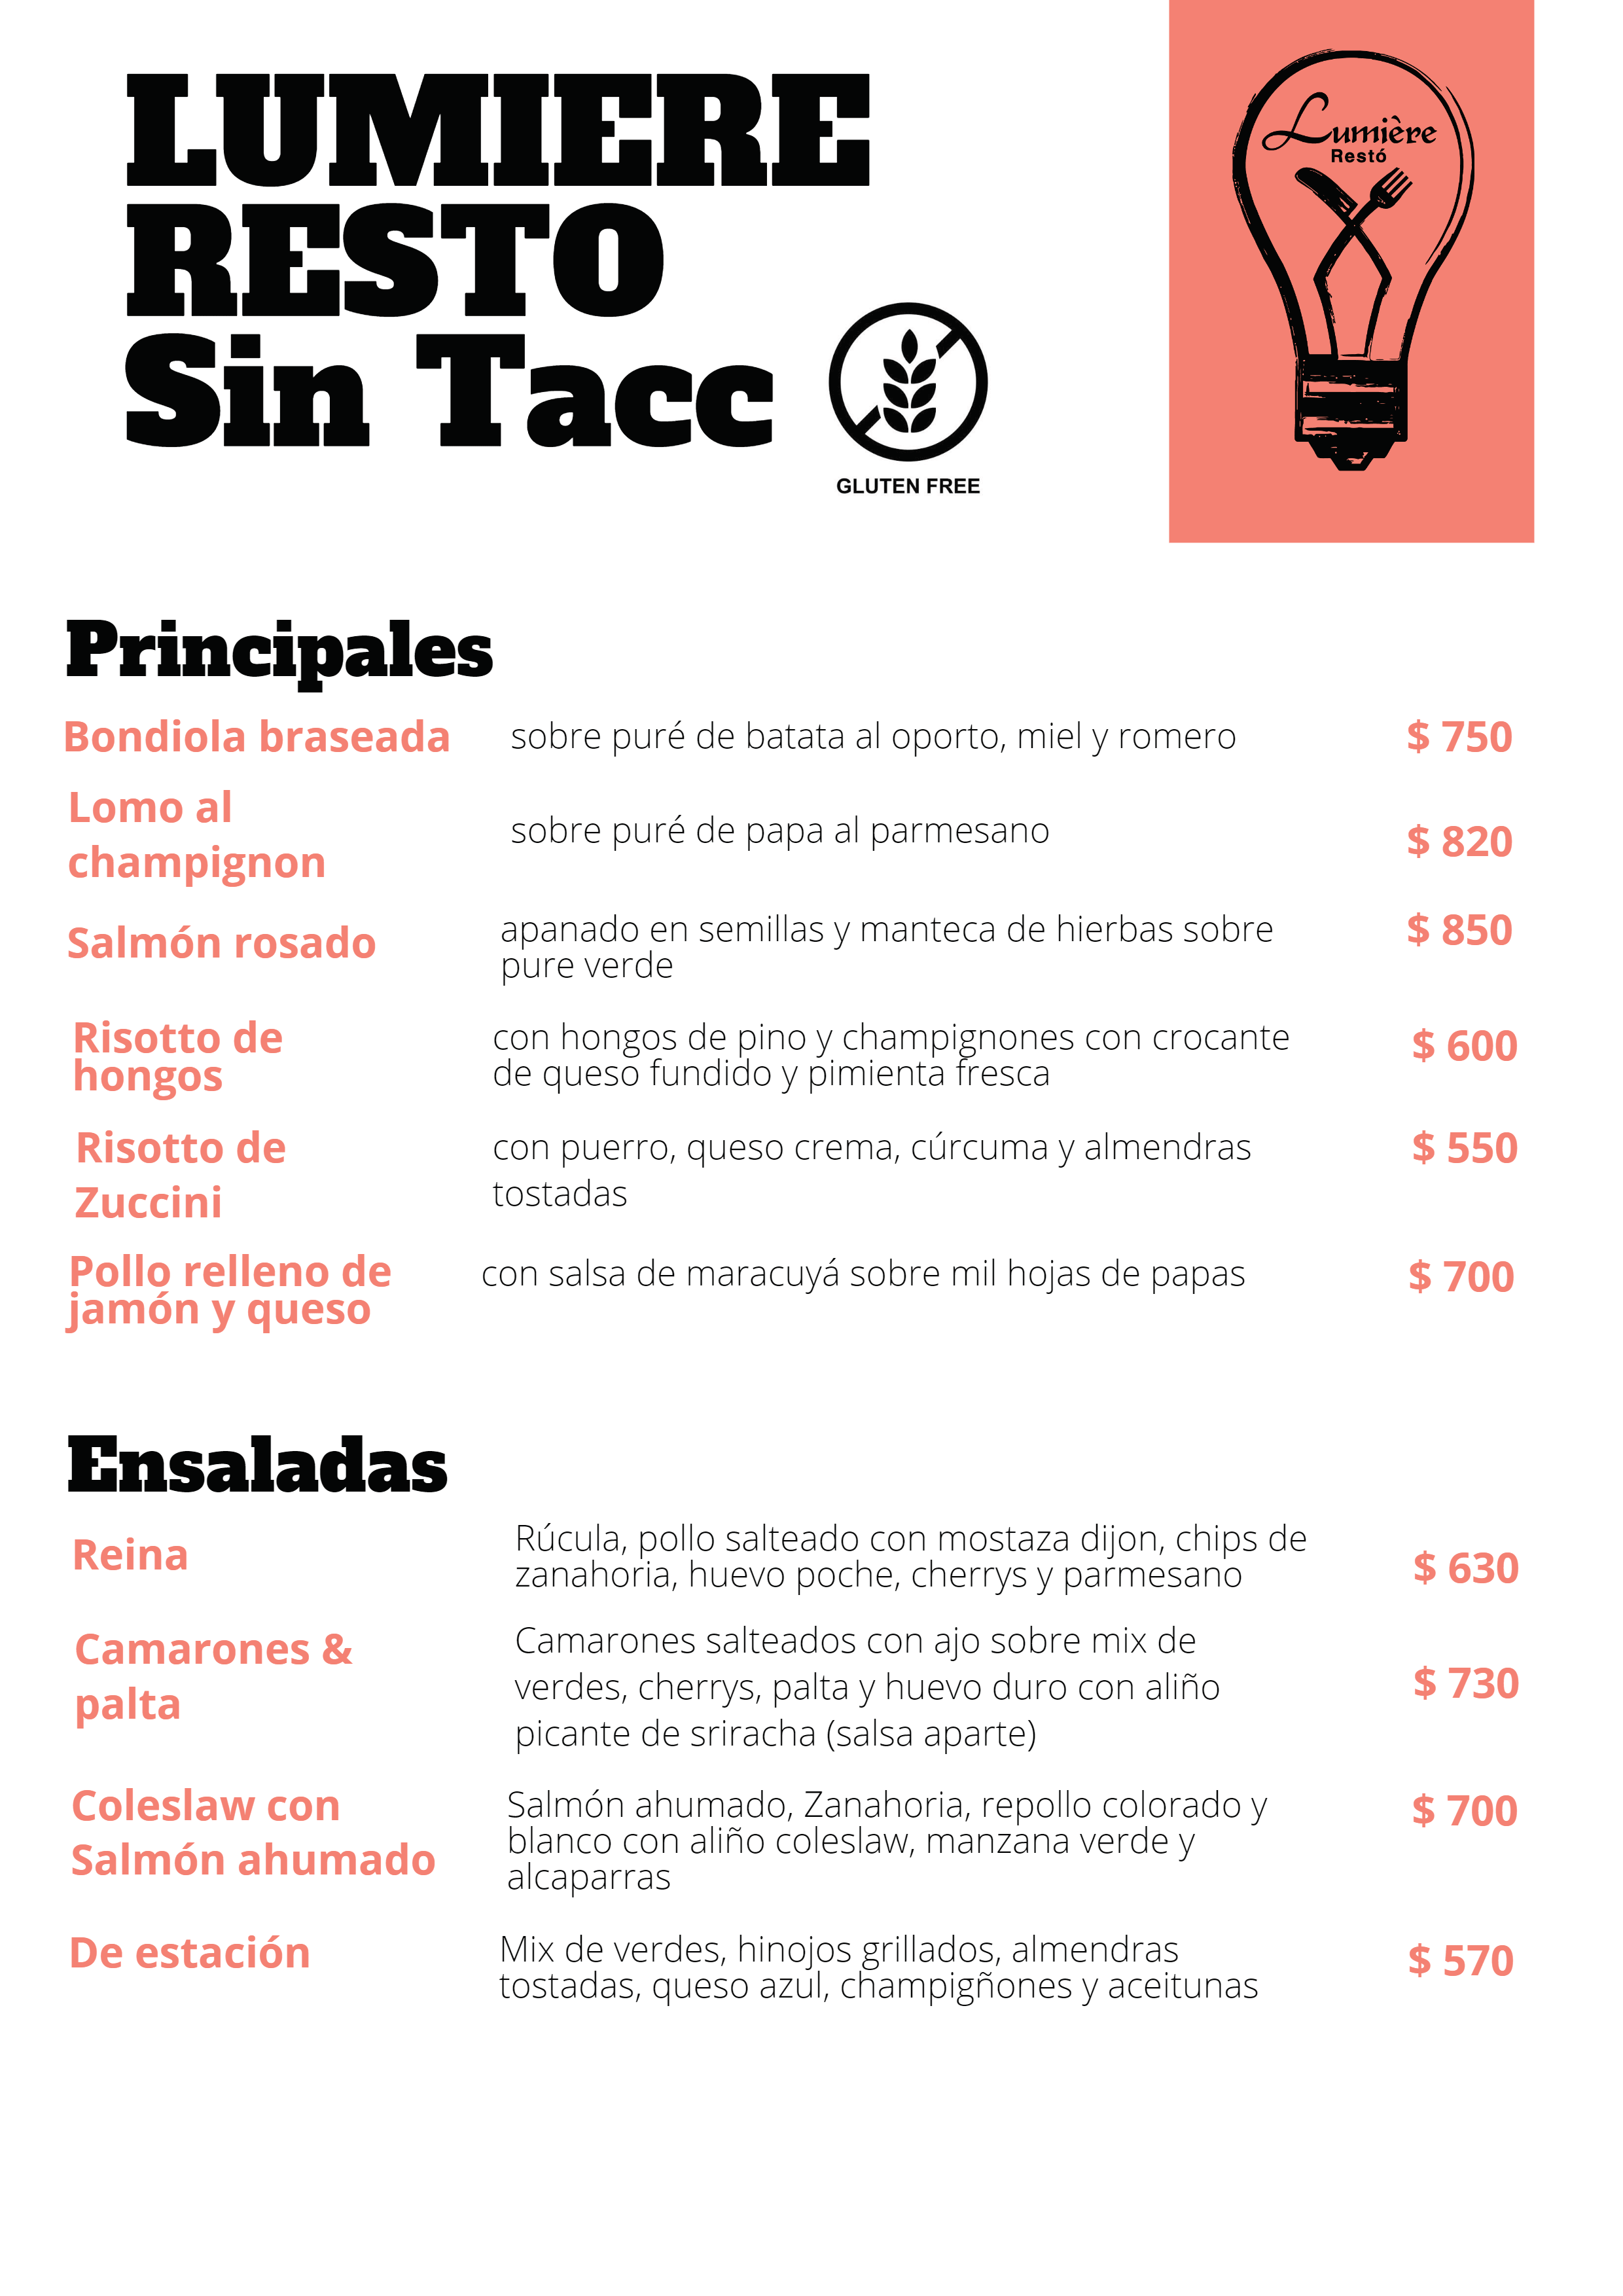 LUMIERE
RESTO
Sin Tacc
GLUTEN FREE
Lumière
Restó
Principales
Bondiola braseada sobre puré de batata al oporto, miel y romero $ 750
Lomo al
champignon
sobre puré de papa al parmesano
$ 820
Salmón rosado
apanado en semillas y manteca de hierbas sobre
pure verde
$ 850
Risotto de
hongos
con hongos de pino y champignones con crocante
de queso fundido y pimienta fresca
$ 600
Risotto de
Zuccini
con puerro, queso crema, cúrcuma y almendras
tostadas
$ 550
Pollo relleno de
jamón y queso
con salsa de maracuyá sobre mil hojas de papas
$ 700
Ensaladas
Reina
Rúcula, pollo salteado con mostaza dijon, chips de
zanahoria, huevo poche, cherrys y parmesano
$ 630
Camarones &
palta
Camarones salteados con ajo sobre mix de
verdes, cherrys, palta y huevo duro con aliño
picante de sriracha (salsa aparte)
$ 730
Coleslaw con
Salmón ahumado
Salmón ahumado, Zanahoria, repollo colorado y
blanco con aliño coleslaw, manzana verde y
alcaparras
$ 700
De estación
Mix de verdes, hinojos grillados, almendras
tostadas, queso azul, champigñones y aceitunas
$ 570